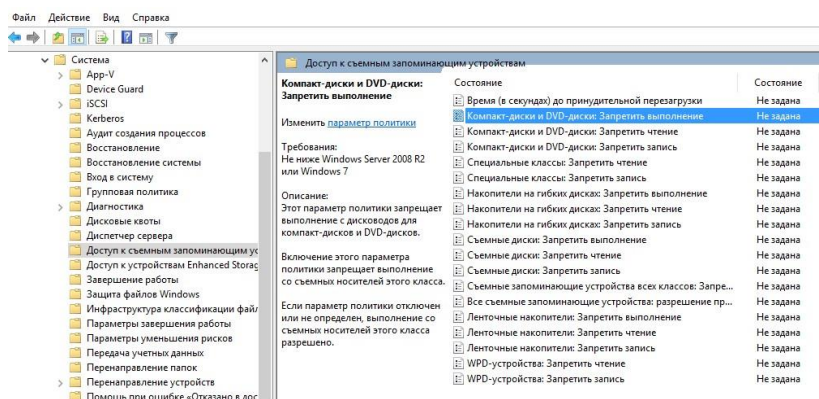 Файл Действие Вид Справка
Система
App-V
Device Guard
iSCSI
Kerberos
Аудит создания процессов
Восстановление
Восстановление системы
Вход в систему
Групповая политика
Диагностика
Дисковые квоты
Диспетчер сервера
Доступ к съемным запоминающим ус
Доступ к устройствам Enhanced Storag
Завершение работы
Защита файлов Windows
Инфраструктура классификации файл
Параметры завершения работы
Параметры уменьшения рисков
Передача учетных данных
Перенаправление папок
Перенаправление устройств
Помощь при ошибке «Отказано в дос
Доступ к съемным запоминающим устройствам
Компакт-диски и DVD-диски:
Запретить выполнение
Изменить параметр политики
Требования:
Не ниже Windows Server 2008 R2
или Windows 7
Описание:
Этот параметр политики запрещает
выполнение с дисководов для
компакт-дисков и DVD-дисков.
Включение этого параметра
политики запрещает выполнение
со съемных носителей этого класса.
Если параметр политики отключен
или не определен, выполнение со
съемных носителей этого класса
разрешено.
Состояние Состояние
Время (в секундах) до принудительной перезагрузки Не задана
Компакт-диски и DVD-диски: Запретить выполнение Не задана
Компакт-диски и DVD-диски: Запретить чтение Не задана
Компакт-диски и DVD-диски: Запретить запись Не задана
Специальные классы: Запретить чтение Не задана
Специальные классы: Запретить запись Не задана
Накопители на гибких дисках: Запретить выполнение Не задана
Накопители на гибких дисках: Запретить чтение Не задана
Накопители на гибких дисках: Запретить запись Не задана
Съемные диски: Запретить выполнение Не задана
Съемные диски: Запретить чтение Не задана
Съемные диски: Запретить запись Не задана
Съемные запоминающие устройства всех классов: Запре... Не задана
Все съемные запоминающие устройства: разрешение пр... Не задана
Ленточные накопители: Запретить выполнение Не задана
Ленточные накопители: Запретить чтение Не задана
Ленточные накопители: Запретить запись Не задана
WPD-устройства: Запретить чтение Не задана
WPD-устройства: Запретить запись Не задана